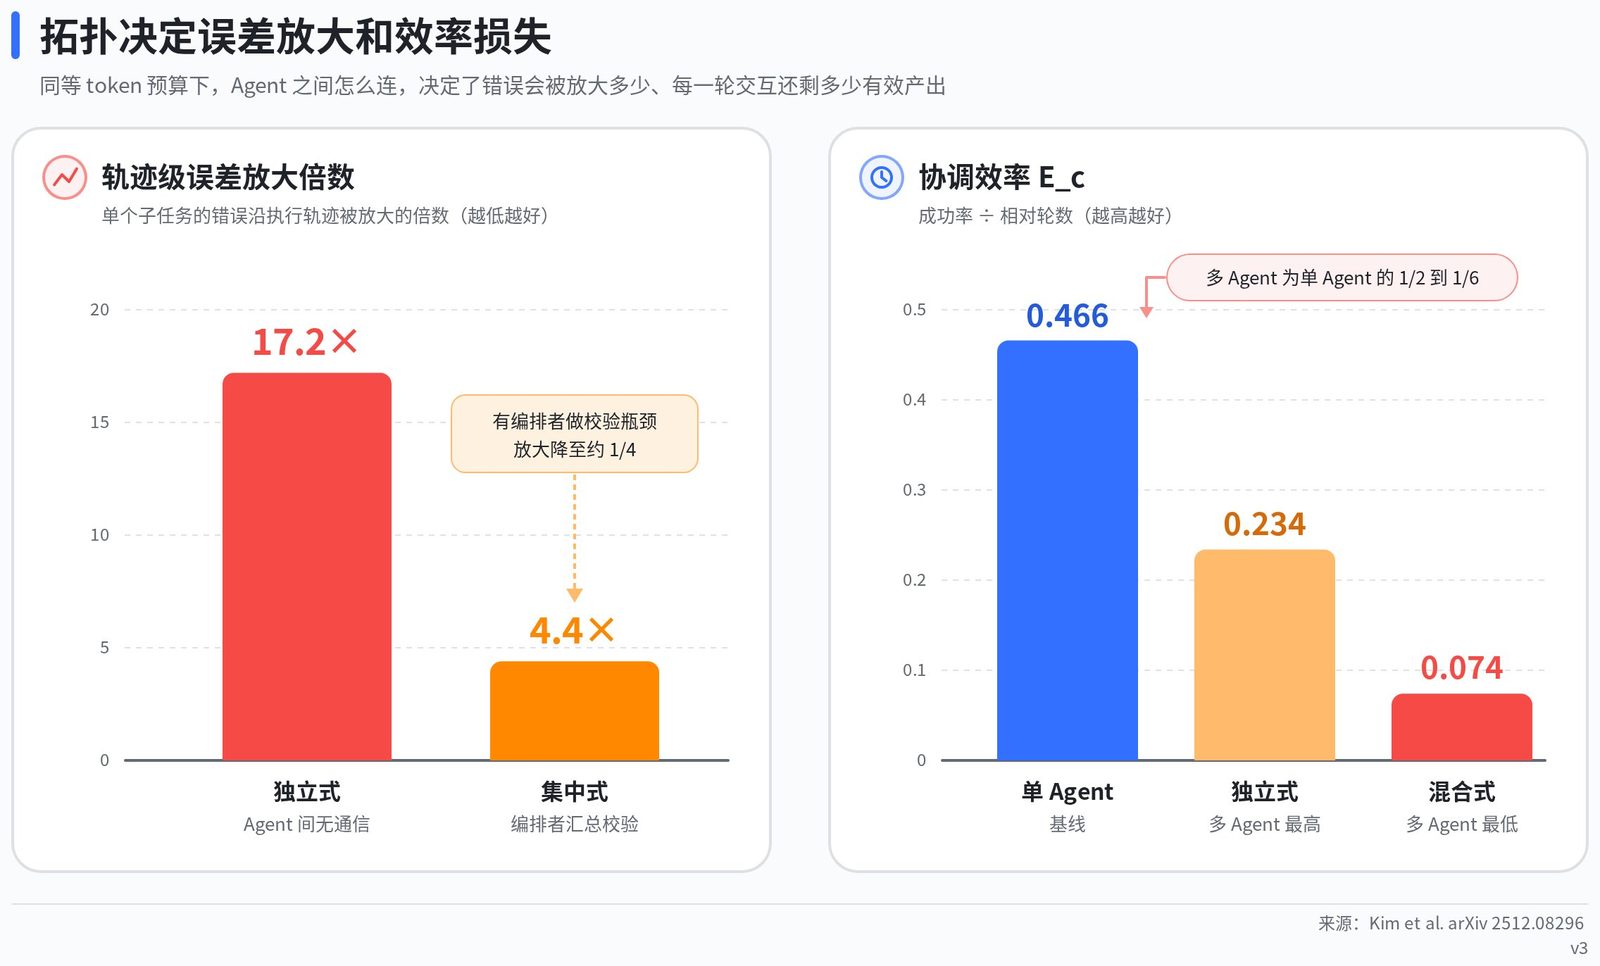 拓扑决定误差放大和效率损失
同等 token 预算下，Agent 之间怎么连，决定了错误会被放大多少、每一轮交互还剩多少有效产出
轨迹级误差放大倍数
单个子任务的错误沿执行轨迹被放大的倍数（越低越好）
20
15
10
5
0
17.2×
有编排者做校验瓶颈
放大降至约 1/4
4.4×
独立式
Agent 间无通信
集中式
编排者汇总校验
协调效率 E_c
成功率 ÷ 相对轮数（越高越好）
多 Agent 为单 Agent 的 1/2 到 1/6
0.5
0.4
0.3
0.2
0.1
0
0.466
0.234
0.074
单 Agent
基线
独立式
多 Agent 最高
混合式
多 Agent 最低
来源：Kim et al. arXiv 2512.08296
v3